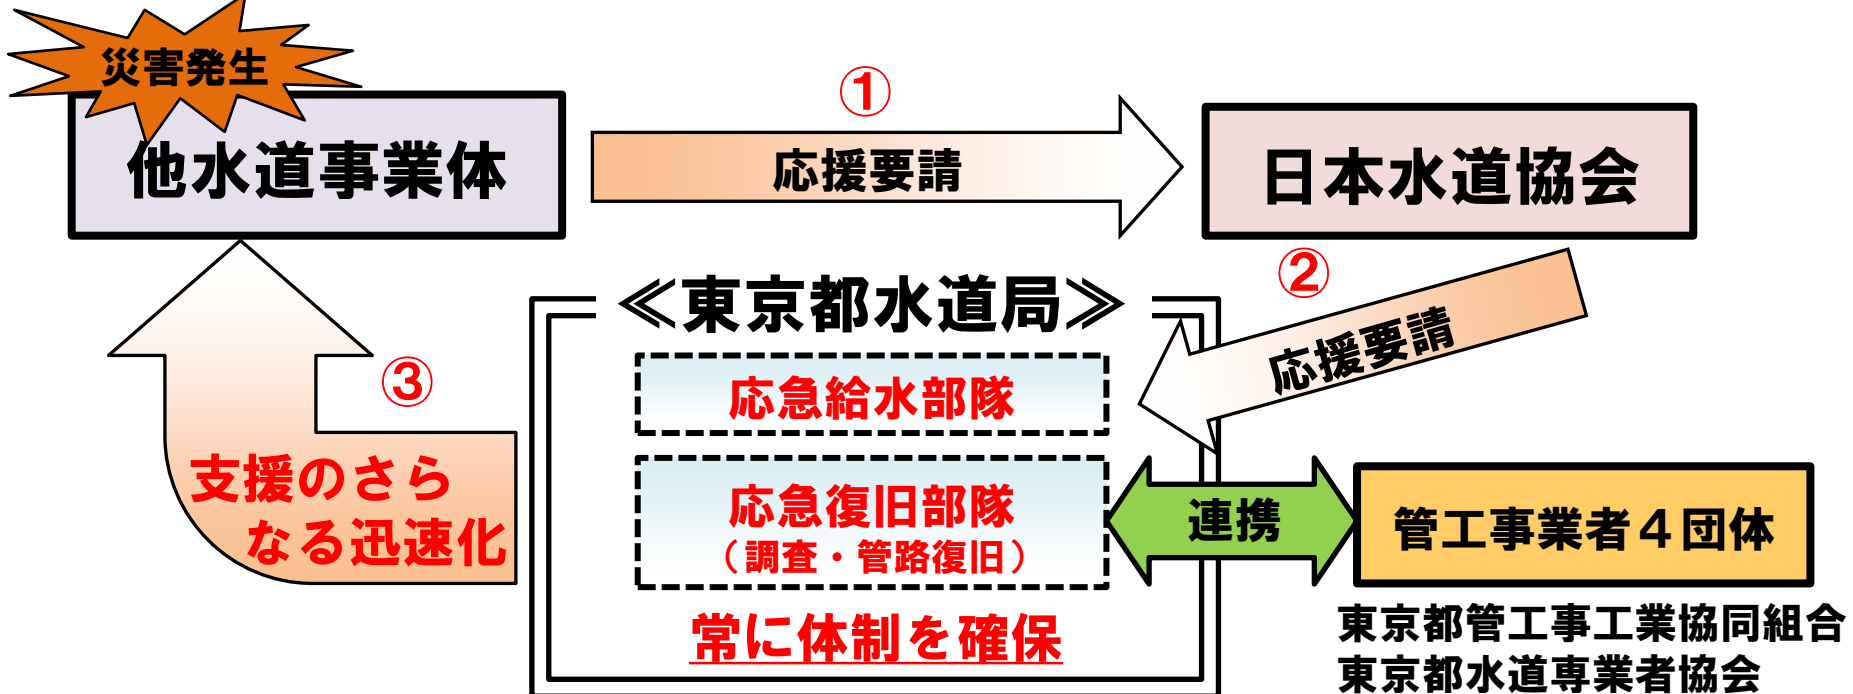 災害発生
他水道事業体
①
応援要請
日本水道協会
②
応援要請
≪東京都水道局≫
応急給水部隊
応急復旧部隊
（調査・管路復旧）
常に体制を確保
③
支援のさら
なる迅速化
連携
管工事業者４団体
東京都管工事工業協同組合
東京都水道専業者協会